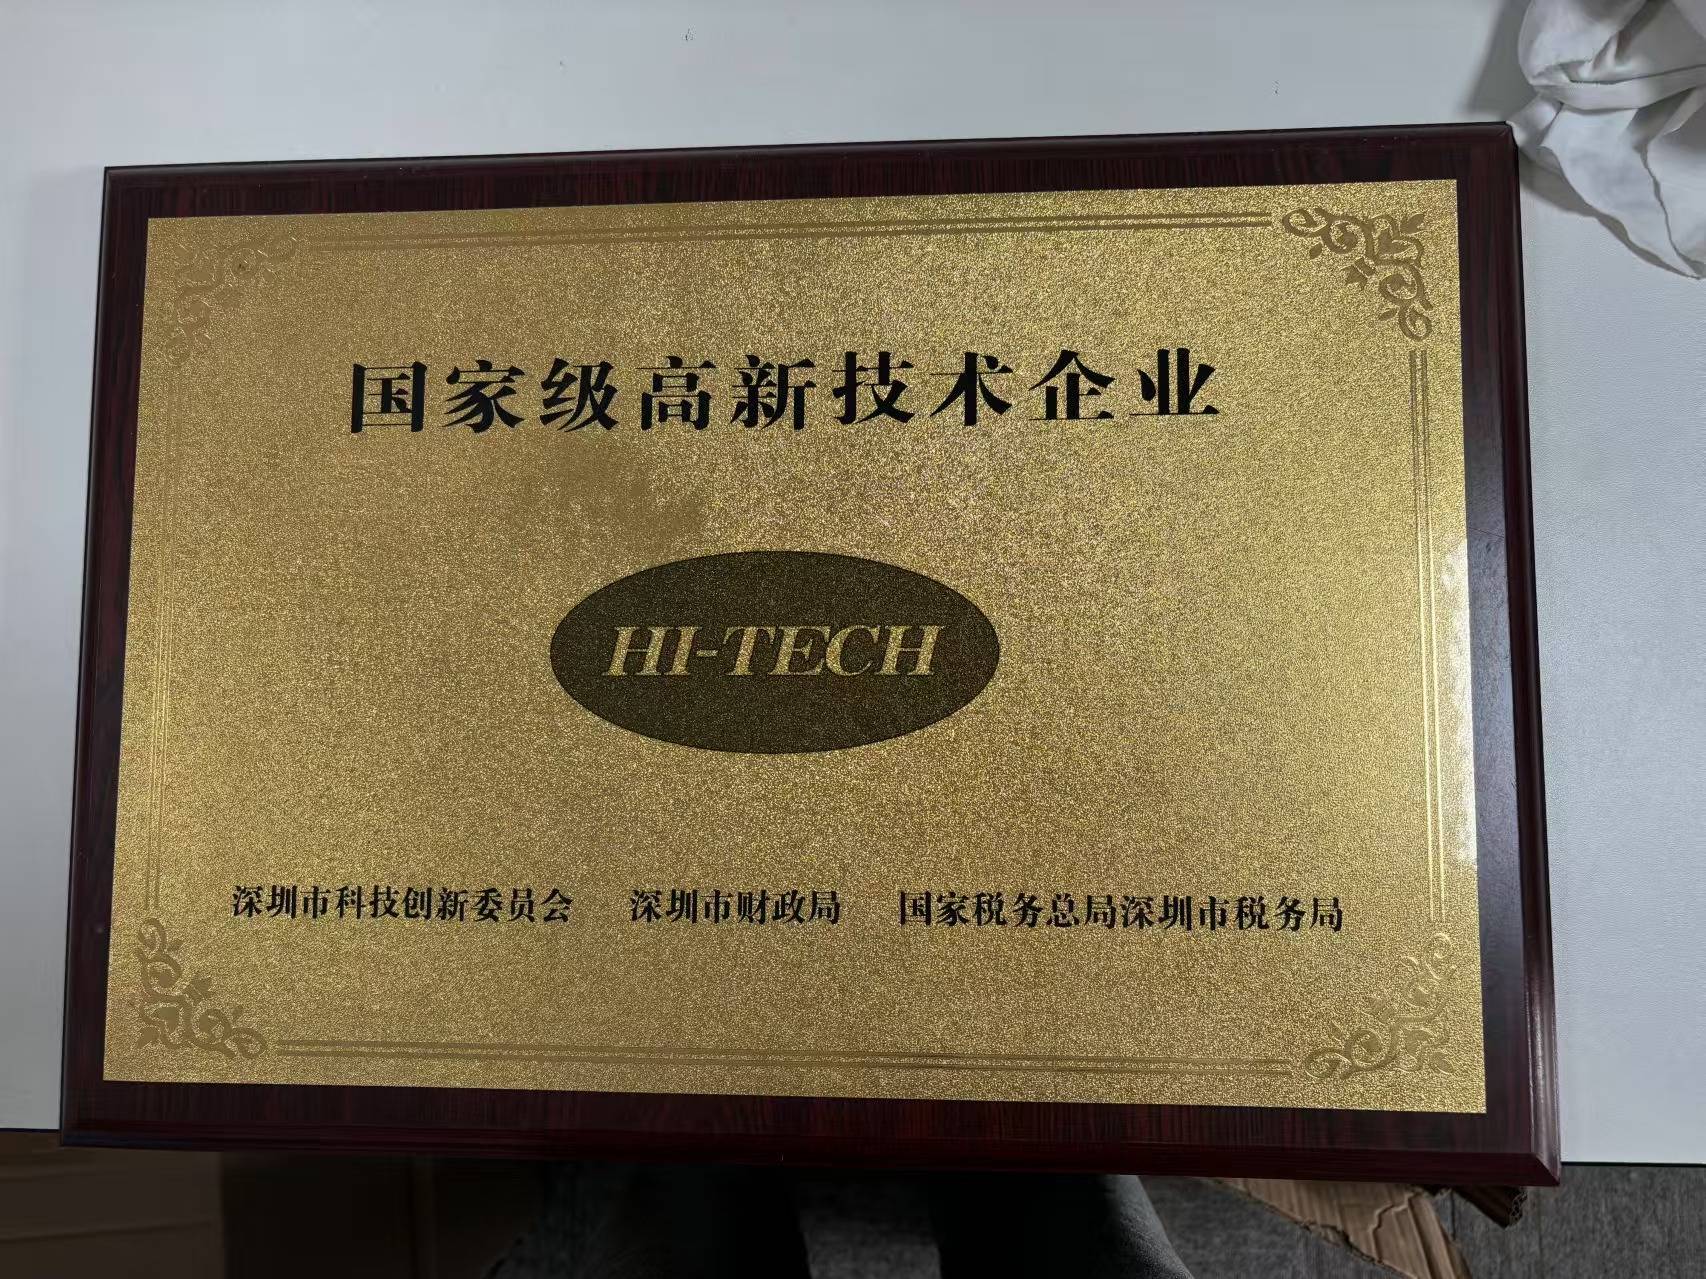 国家级高新技术企业
HI-TECH
深圳市科技创新委员会 深圳市财政局 国家税务总局深圳市税务局